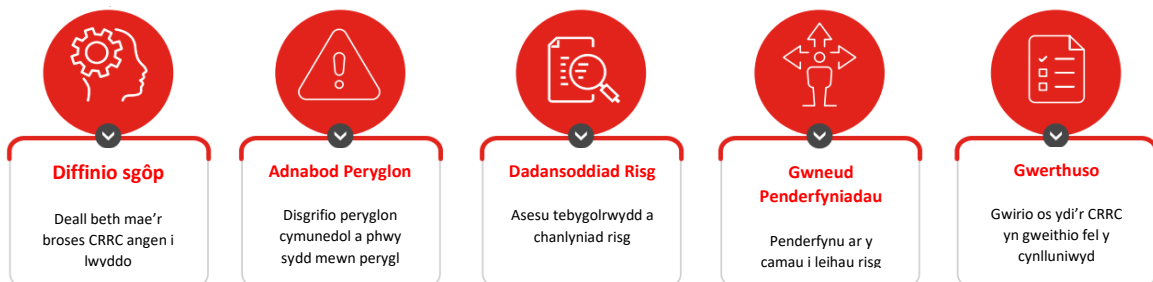 Diffinio sgôp
Deall beth mae’r
broses CRRC angen i
lwyddo
Adnabod Peryglon
Disgrifio peryglon
cymunedol a phwy
sydd mewn perygl
Dadansoddiad Risg
Asesu tebygolrwydd a
chanlyniad risg
Gwneud
Penderfyniadau
Penderfynu ar y
camau i leihau risg
Gwerthuso
Gwirio os ydi’r CRRC
yn gweithio fel y
cynlluniwyd